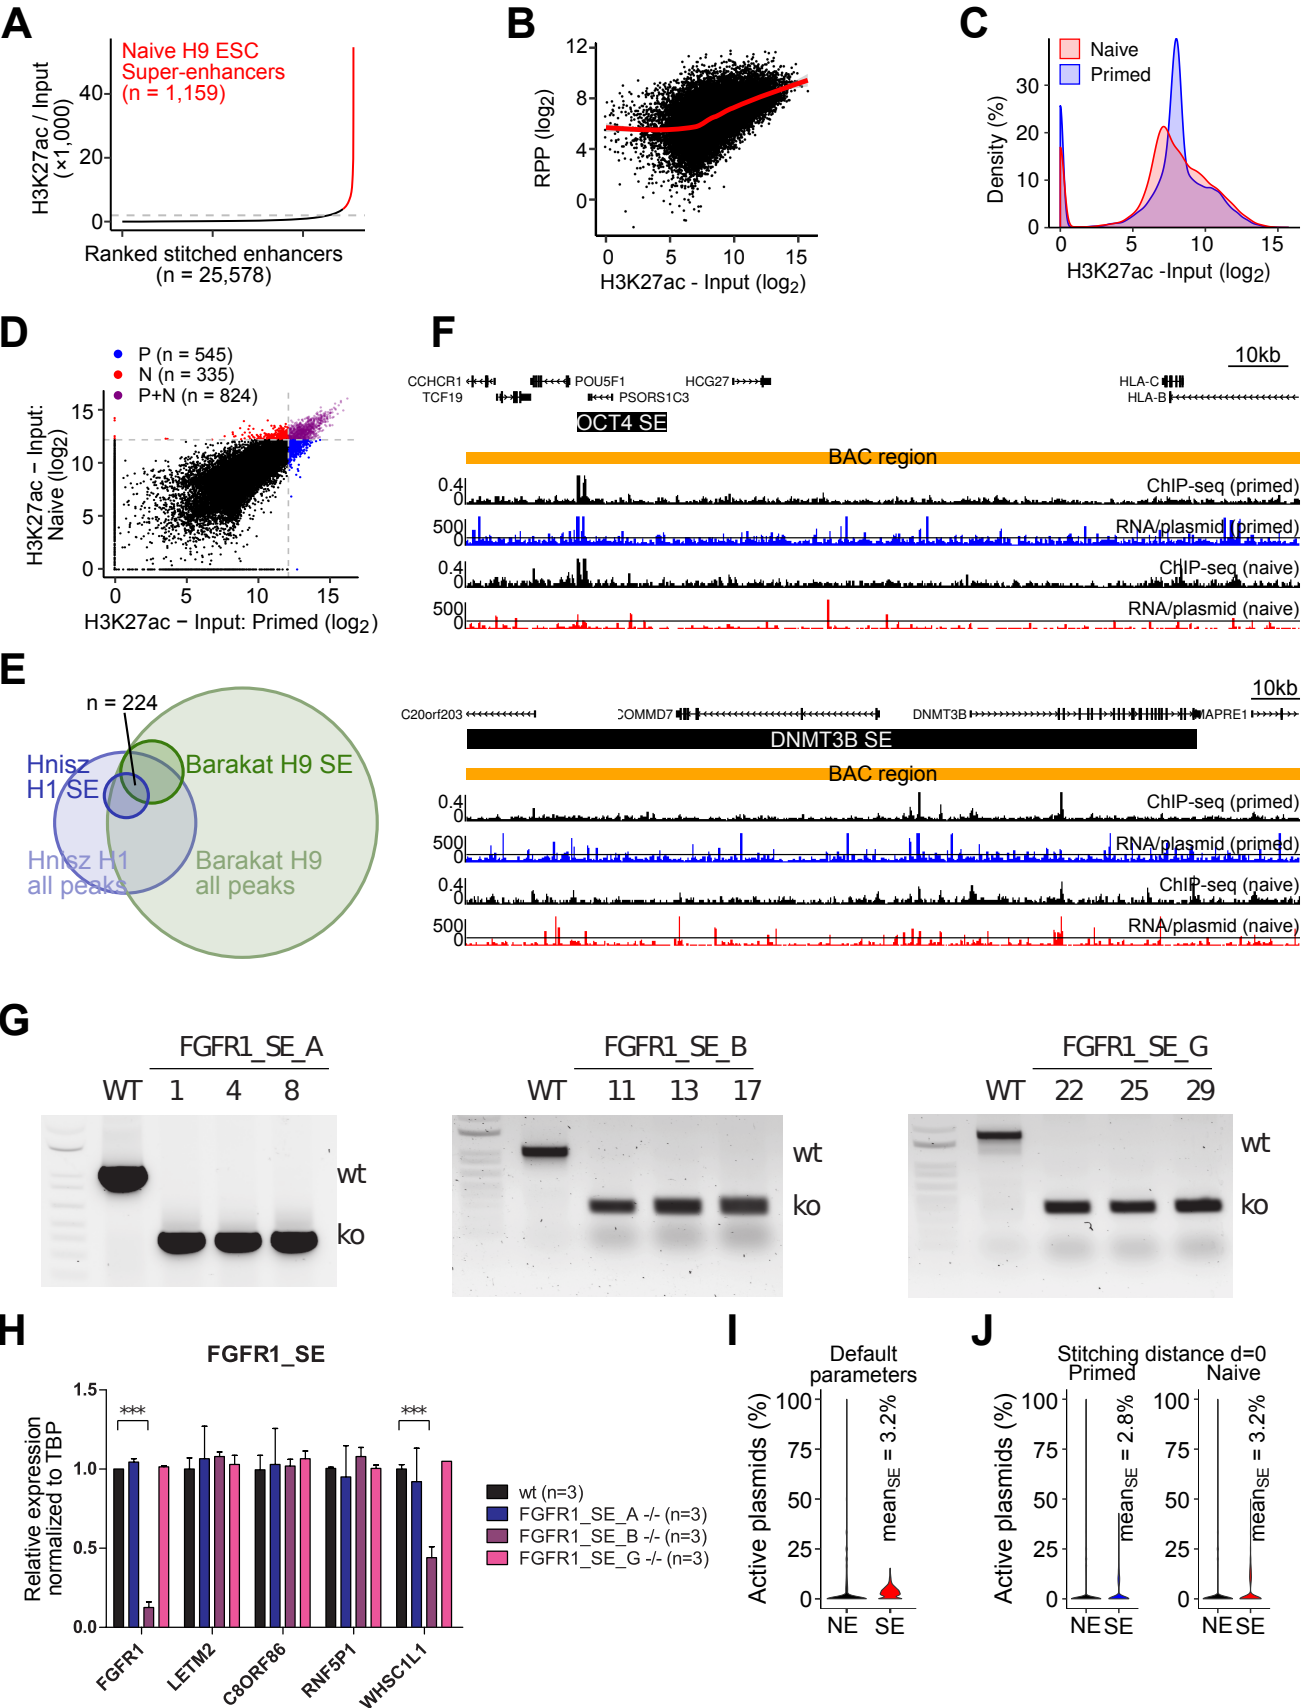 A
Naive H9 ESC
Super-enhancers
(n = 1,159)
H3K27ac / Input
(×1,000)
40
20
0
Ranked stitched enhancers
(n = 25,578)
B
RPP (log2)
12
8
4
0
0 5 10 15
H3K27ac - Input (log2)
C
Naive
Primed
Density (%)
30
20
10
0
0 5 10 15
H3K27ac -Input (log2)
D
P (n = 545)
N (n = 335)
P+N (n = 824)
H3K27ac − Input:
Naive (log2)
15
10
5
0
0 5 10 15
H3K27ac − Input: Primed (log2)
E
n = 224
Hnisz
H1 SE
Barakat H9 SE
Hnisz H1
all peaks
Barakat H9
all peaks
F
10kb
CCHCR1 POU5F1 HCG27 HLA-C
TCF19 PSORS1C3 HLA-B
OCT4 SE
BAC region
0.4
0
ChIP-seq (primed)
500
0
RNA/plasmid (primed)
0.4
0
ChIP-seq (naive)
500
0
RNA/plasmid (naive)
10kb
C20orf203 COMMD7 DNMT3B MAPRE1
DNMT3B SE
BAC region
0.4
0
ChIP-seq (primed)
500
0
RNA/plasmid (primed)
0.4
0
ChIP-seq (naive)
500
0
RNA/plasmid (naive)
G
FGFR1_SE_A
WT 1 4 8
wt
ko
FGFR1_SE_B
WT 11 13 17
wt
ko
FGFR1_SE_G
WT 22 25 29
wt
ko
H
FGFR1_SE
Relative expression
normalized to TBP
1.5
1.0
0.5
0.0
*** ***
FGFR1 LETM2 C8ORF86 RNF5P1 WHSC1L1
wt (n=3)
FGFR1_SE_A -/- (n=3)
FGFR1_SE_B -/- (n=3)
FGFR1_SE_G -/- (n=3)
I
Default
parameters
Active plasmids (%)
100
75
50
25
0
meanSE = 3.2%
NE SE
J
Stitching distance d=0
Primed Naive
Active plasmids (%)
100
75
50
25
0
meanSE = 2.8%
NE SE
100
75
50
25
0
meanSE = 3.2%
NE SE